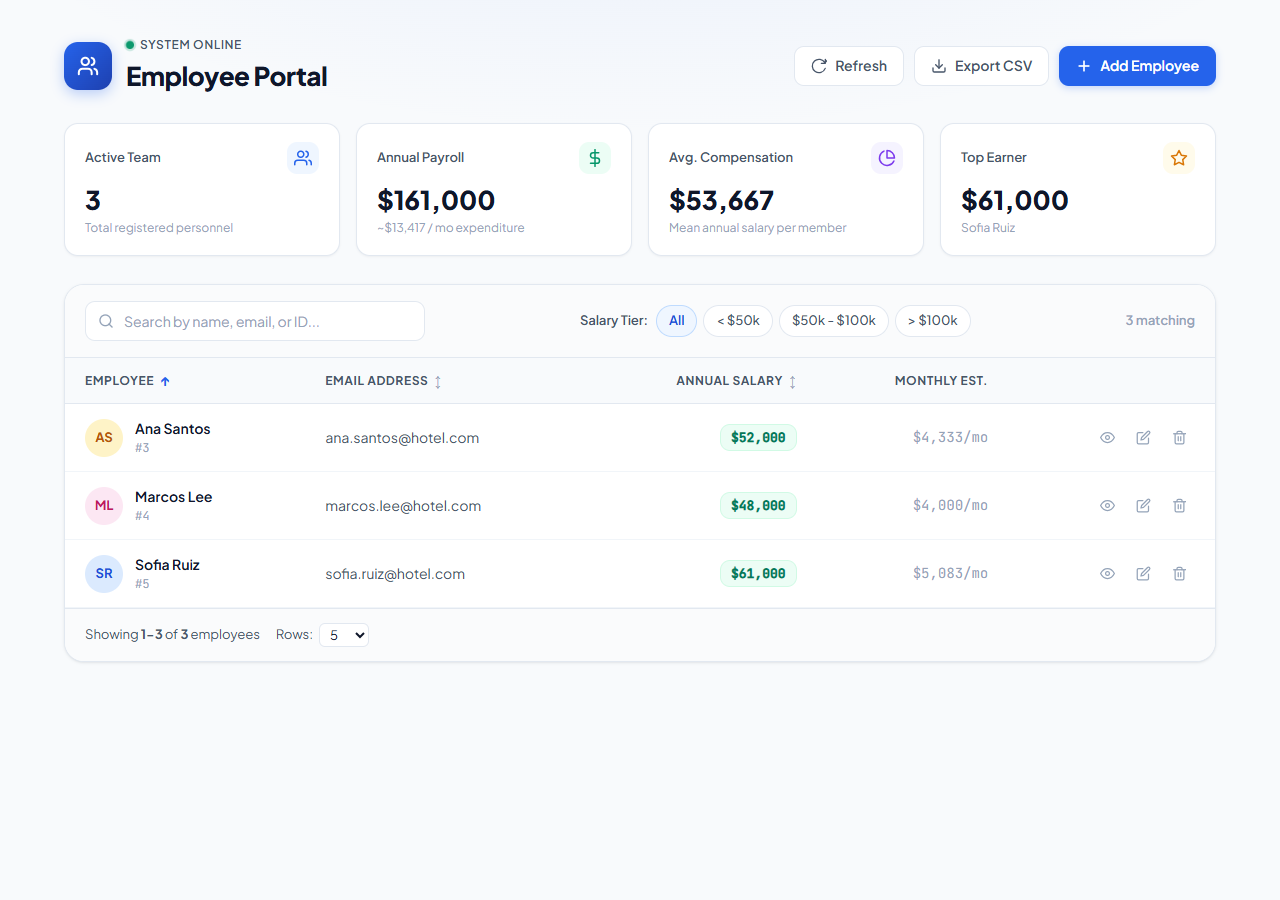 SYSTEM ONLINE
Employee Portal
Refresh
Export CSV
Add Employee
Active Team
3
Total registered personnel
Annual Payroll
$161,000
~$13,417 / mo expenditure
Avg. Compensation
$53,667
Mean annual salary per member
Top Earner
$61,000
Sofia Ruiz
Search by name, email, or ID...
Salary Tier: All < $50k $50k - $100k > $100k
3 matching
EMPLOYEE EMAIL ADDRESS ANNUAL SALARY MONTHLY EST.
AS Ana Santos
#3
ana.santos@hotel.com $52,000 $4,333/mo
ML Marcos Lee
#4
marcos.lee@hotel.com $48,000 $4,000/mo
SR Sofia Ruiz
#5
sofia.ruiz@hotel.com $61,000 $5,083/mo
Showing 1–3 of 3 employees Rows: 5